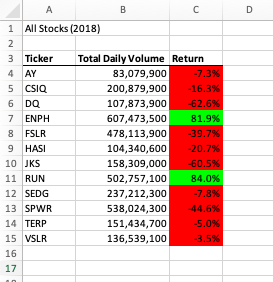 A B C D
1 All Stocks (2018)
2
3 Ticker Total Daily Volume Return
4 AY 83,079,900 -7.3%
5 CSIQ 200,879,900 -16.3%
6 DQ 107,873,900 -62.6%
7 ENPH 607,473,500 81.9%
8 FSLR 478,113,900 -39.7%
9 HASI 104,340,600 -20.7%
10 JKS 158,309,000 -60.5%
11 RUN 502,757,100 84.0%
12 SEDG 237,212,300 -7.8%
13 SPWR 538,024,300 -44.6%
14 TERP 151,434,700 -5.0%
15 VSLR 136,539,100 -3.5%
16
17